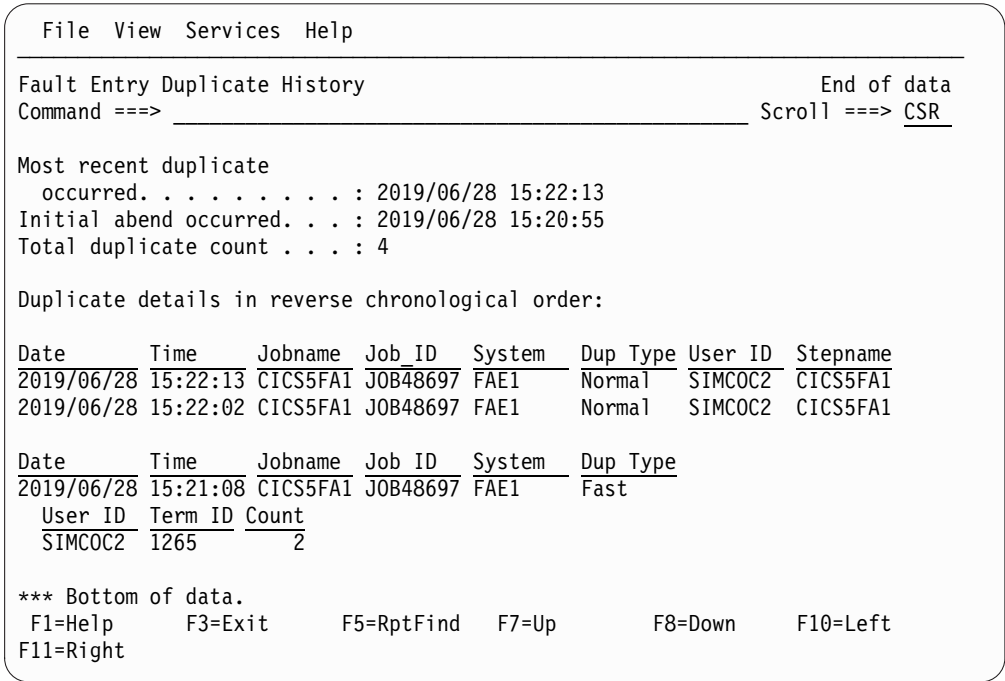 File  View  Services  Help
Fault Entry Duplicate History                                      End of data
Command ===> ________________________________________________ Scroll ===> CSR
Most recent duplicate
  occurred. . . . . . . . . : 2019/06/28 15:22:13
Initial abend occurred. . . : 2019/06/28 15:20:55
Total duplicate count . . . : 4
Duplicate details in reverse chronological order:
Date       Time     Jobname  Job_ID   System   Dup Type User ID  Stepname
2019/06/28 15:22:13 CICS5FA1 JOB48697 FAE1     Normal   SIMCOC2  CICS5FA1
2019/06/28 15:22:02 CICS5FA1 JOB48697 FAE1     Normal   SIMCOC2  CICS5FA1
Date       Time     Jobname  Job ID   System   Dup Type
2019/06/28 15:21:08 CICS5FA1 JOB48697 FAE1     Fast
  User ID  Term ID Count
  SIMCOC2  1265        2
*** Bottom of data.
 F1=Help      F3=Exit      F5=RptFind   F7=Up        F8=Down      F10=Left
F11=Right